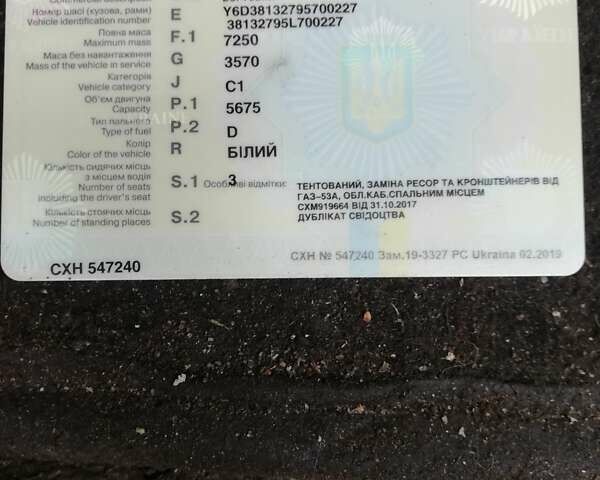 Номер шасі (кузова, рами)
Vehicle identification number
E
Y6D38132795700227
38132795L700227
Повна маса
Maximum mass
F.1
7250
Маса без навантаження
Mass of the vehicle in service
G
3570
Категорія
Vehicle category
J
C1
Об'єм двигуна
Capacity
P.1
5675
Тип пального
Type of fuel
P.2
D
Колір
Color of the vehicle
R
БІЛИЙ
Кількість сидячих місць
з місцем водія
Number of seats
including the driver's seat
S.1
3
Особливі відмітки:
ТЕНТОВАНИЙ, ЗАМІНА РЕСОР ТА КРОНШТЕЙНЕРІВ ВІД
ГАЗ-53А, ОБЛ.КАБ.СПАЛЬНИМ МІСЦЕМ
СХМ919664 ВІД 31.10.2017
ДУБЛІКАТ СВІДОЦТВА
Кількість стоячих місць
Number of standing places
S.2
СХН 547240
СХН № 547240 Зам.19-3327 PC Ukraina 02.2019